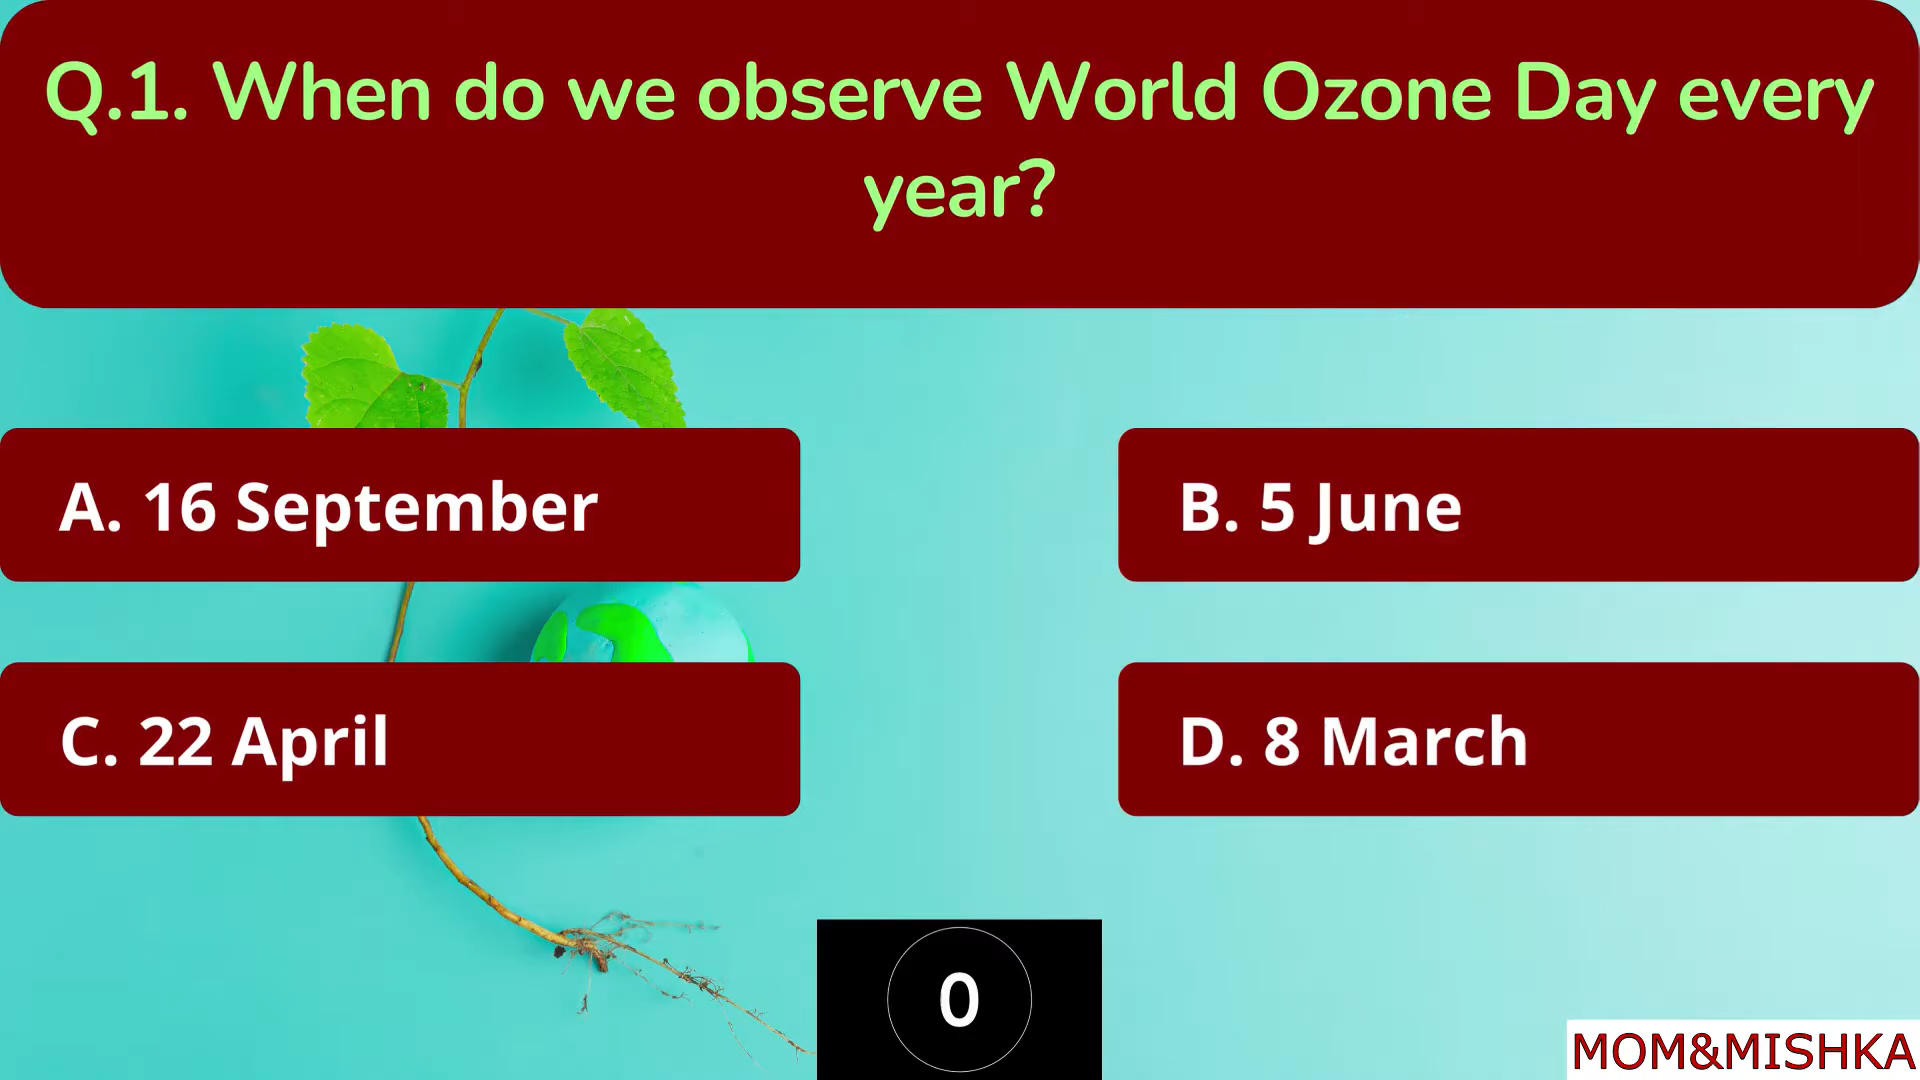 Q.1. When do we observe World Ozone Day every
year?
A. 16 September
B. 5 June
C. 22 April
D. 8 March
0
MOM&MISHKA